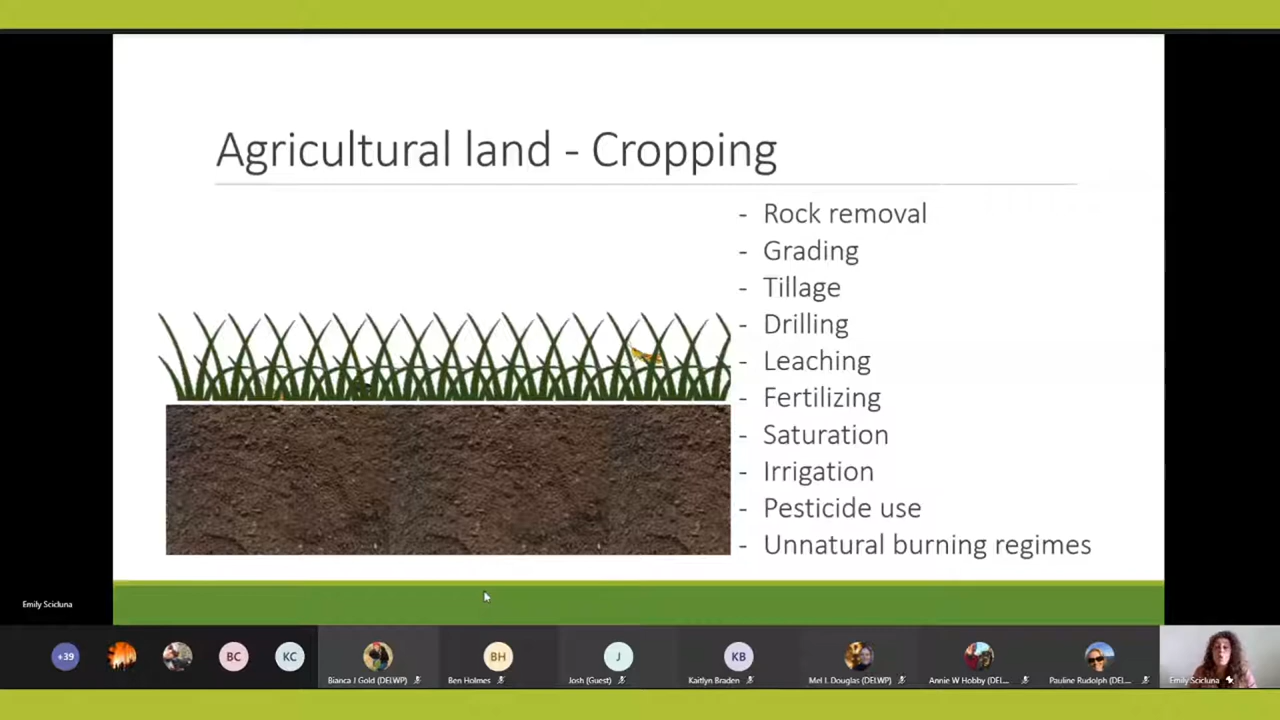 Agricultural land - Cropping
- Rock removal
- Grading
- Tillage
- Drilling
- Leaching
- Fertilizing
- Saturation
- Irrigation
- Pesticide use
- Unnatural burning regimes
Emily Scicluna
+39
BC
KC
Bianca J Gold (DELWP)
BH
Ben Holmes
J
Josh (Guest)
KB
Kaitlyn Braden
Mel I. Douglas (DELWP)
Annie W Hobby (DEL...
Pauline Rudolph (DEL...
Emily Scicluna